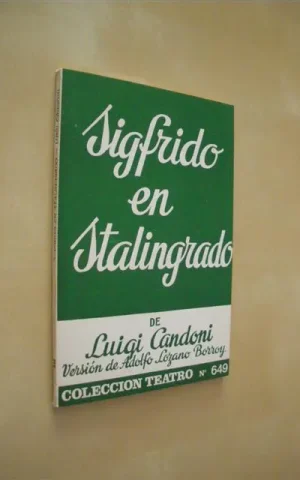 Sigfrido
en
Stalingrado
DE
Luigi Candoni
Versión de Adolfo Lozano Borroy.
COLECCION TEATRO Nº 649